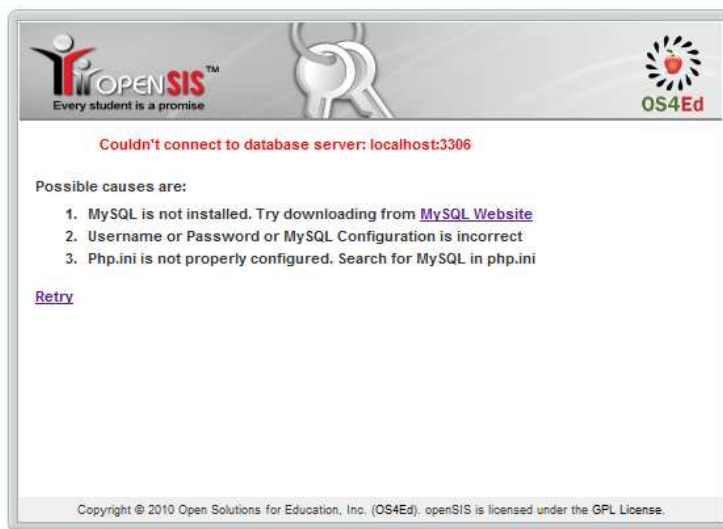 OPENSIS™
Every student is a promise
OS4Ed
Couldn't connect to database server: localhost:3306
Possible causes are:
1. MySQL is not installed. Try downloading from MySQL Website
2. Username or Password or MySQL Configuration is incorrect
3. Php.ini is not properly configured. Search for MySQL in php.ini
Retry
Copyright © 2010 Open Solutions for Education, Inc. (OS4Ed). openSIS is licensed under the GPL License.